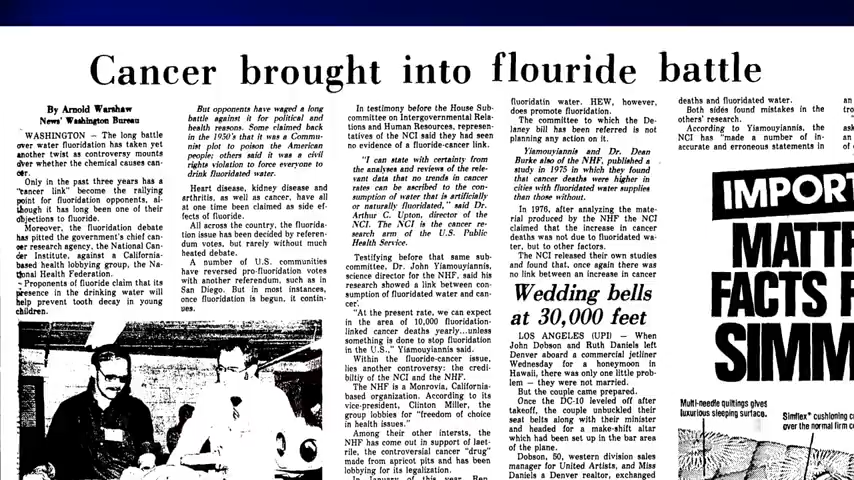 Cancer brought into flouride battle
By Arnold Warshaw
News' Washington Bureau
WASHINGTON — The long battle
over water fluoridation has taken yet
another twist as controversy mounts
over whether the chemical causes can-
cer.
Only in the past three years has a
"cancer link" become the rallying
point for fluoridation opponents, al-
though it has long been one of their
objections to fluoride.
Moreover, the fluoridation debate
has pitted the government's chief can-
cer research agency, the National Can-
cer Institute, against a California-
based health lobbying group, the Na-
tional Health Federation.
Proponents of fluoride claim that its
presence in the drinking water will
help prevent tooth decay in young
children.
But opponents have waged a long
battle against it for political and
health reasons. Some claimed back
in the 1950's that it was a Commu-
nist plot to poison the American
people; others said it was a civil
rights violation to force everyone to
drink fluoridated water.
Heart disease, kidney disease and
arthritis, as well as cancer, have all
at one time been claimed as side ef-
fects of fluoride.
All across the country, the fluorida-
tion issue has been decided by referen-
dum votes, but rarely without much
heated debate.
A number of U.S. communities
have reversed pro-fluoridation votes
with another referendum, such as in
San Diego. But in most instances,
once fluoridation is begun, it contin-
ues.
In testimony before the House Sub-
committee on Intergovernmental Rela-
tions and Human Resources, represen-
tatives of the NCI said they had seen
no evidence of a fluoride-cancer link.
"I can state with certainty from
the analyses and reviews of the rele-
vant data that no trends in cancer
rates can be ascribed to the con-
sumption of water that is artificially
or naturally fluoridated," said Dr.
Arthur C. Upton, director of the
NCI. The NCI is the cancer re-
search arm of the U.S. Public
Health Service.
Testifying before that same sub-
committee, Dr. John Yiamouyiannis,
science director for the NHF, said his
research showed a link between con-
sumption of fluoridated water and can-
cer.
"At the present rate, we can expect
in the area of 10,000 fluoridation-
linked cancer deaths yearly...unless
something is done to stop fluoridation
in the U.S.," Yiamouyiannis said.
Within the fluoride-cancer issue,
lies another controversy: the credi-
biltiy of the NCI and the NHF.
The NHF is a Monrovia, California-
based organization. According to its
vice-president, Clinton Miller, the
group lobbies for "freedom of choice
in health issues."
Among their other intersts, the
NHF has come out in support of laet-
rile, the controversial cancer "drug"
made from apricot pits and has been
lobbying for its legalization.
In January of this year, Rep.
fluoridatin water. HEW, however,
does promote fluoridation.
The committee to which the De-
laney bill has been referred is not
planning any action on it.
Yiamouyiannis and Dr. Dean
Burke also of the NHF, published a
study in 1975 in which they found
that cancer deaths were higher in
cities with fluoridated water supplies
than those without.
In 1976, after analyzing the mate-
rial produced by the NHF the NCI
claimed that the increase in cancer
deaths was not due to fluoridated wa-
ter, but to other factors.
The NCI released their own studies
and found that, once again there was
no link between an increase in cancer
Wedding bells
at 30,000 feet
LOS ANGELES (UPI) — When
John Dobson and Ruth Daniels left
Denver aboard a commercial jetliner
Wednesday for a honeymoon in
Hawaii, there was only one little prob-
lem — they were not married.
But the couple came prepared.
Once the DC-10 leveled off after
takeoff, the couple unbuckled their
seat belts along with their minister
and headed for a make-shift altar
which had been set up in the bar area
of the plane.
Dobson, 50, western division sales
manager for United Artists, and Miss
Daniels a Denver realtor, exchanged
deaths and fluoridated water.
Both sides found mistakes in the
others' research.
According to Yiamouyiannis, the
NCI has "made a number of in-
accurate and erroneous statements in
an
tro
ask
of
IMPORT
MATTR
FACTS F
SIMM
Multi-needle quiltings gives
luxurious sleeping surface.
Simflex® cushioning c
over the normal firm c